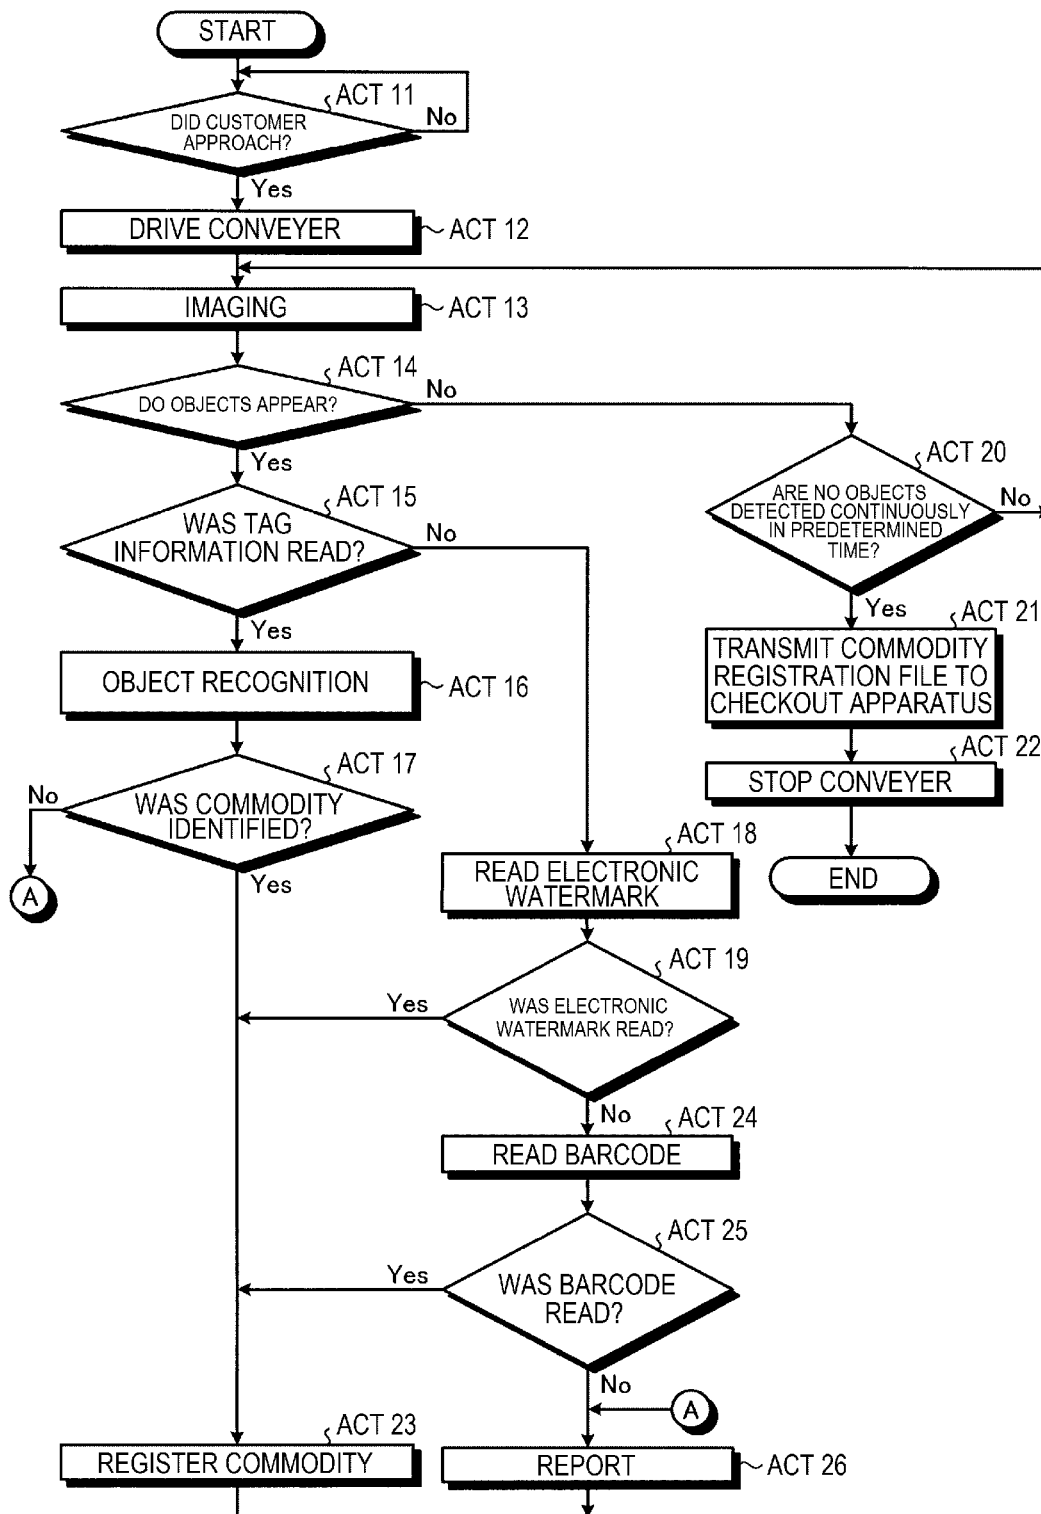 START
ACT 11
DID CUSTOMER
APPROACH?
No
Yes
DRIVE CONVEYER
ACT 12
IMAGING
ACT 13
ACT 14
DO OBJECTS APPEAR?
No
Yes
ACT 20
ARE NO OBJECTS
DETECTED CONTINUOUSLY
IN PREDETERMINED
TIME?
No
Yes
ACT 15
WAS TAG
INFORMATION READ?
No
Yes
ACT 21
TRANSMIT COMMODITY
REGISTRATION FILE TO
CHECKOUT APPARATUS
OBJECT RECOGNITION
ACT 16
ACT 22
STOP CONVEYER
END
ACT 17
WAS COMMODITY
IDENTIFIED?
No
Yes
A
ACT 18
READ ELECTRONIC
WATERMARK
ACT 19
WAS ELECTRONIC
WATERMARK READ?
Yes
No
ACT 24
READ BARCODE
ACT 25
WAS BARCODE
READ?
Yes
No
A
ACT 23
REGISTER COMMODITY
REPORT
ACT 26